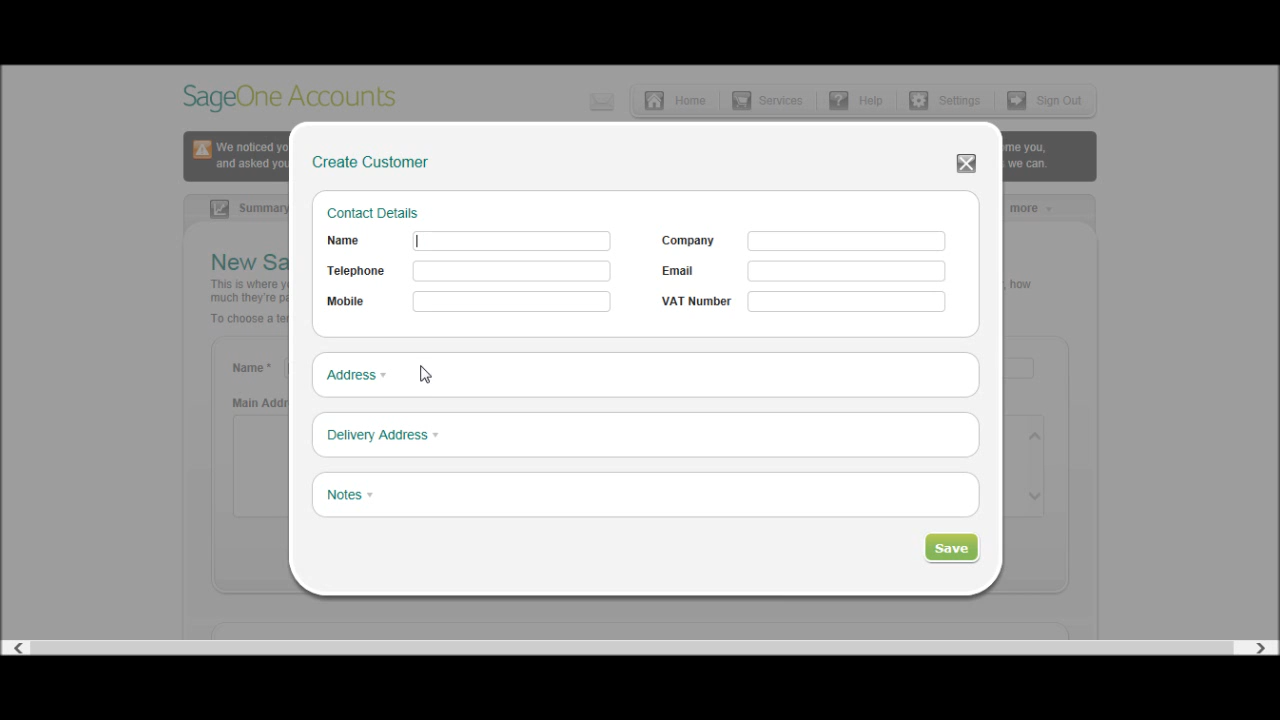 SageOne Accounts
Home Services Help Settings Sign Out
We noticed yo
ome you,
and asked you
we can.
Create Customer
Summary
more
Contact Details
Name
Company
Telephone
Email
Mobile
VAT Number
New Sa
This is where y
, how
much they're pa
To choose a te
Name *
Address
Main Addr
Delivery Address
Notes
Save